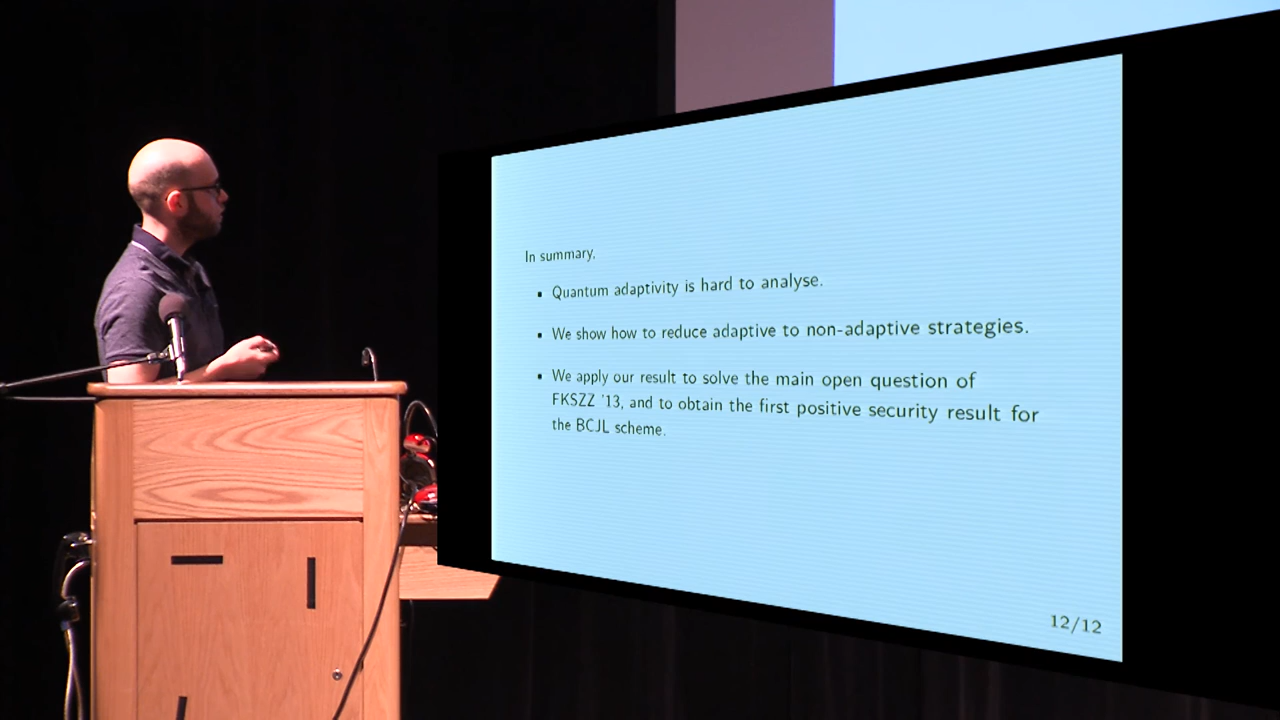 In summary,
▪ Quantum adaptivity is hard to analyse.
▪ We show how to reduce adaptive to non-adaptive strategies.
▪ We apply our result to solve the main open question of
FKSZZ '13, and to obtain the first positive security result for
the BCJL scheme.
12/12